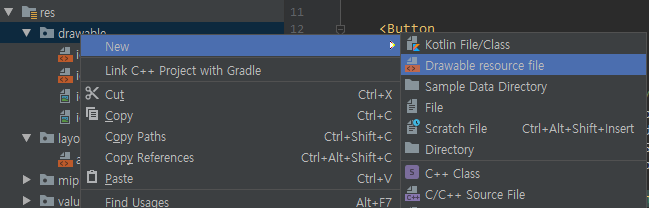 res
11
drawable
12
<Button
New
Kotlin File/Class
Link C++ Project with Gradle
Drawable resource file
Sample Data Directory
Cut Ctrl+X
File
Copy Ctrl+C
Scratch File Ctrl+Alt+Shift+Insert
layo
Copy Paths Ctrl+Shift+C
Directory
Copy References Ctrl+Alt+Shift+C
mip
Paste Ctrl+V
C++ Class
valu
Find Usages Alt+F7
C/C++ Source File